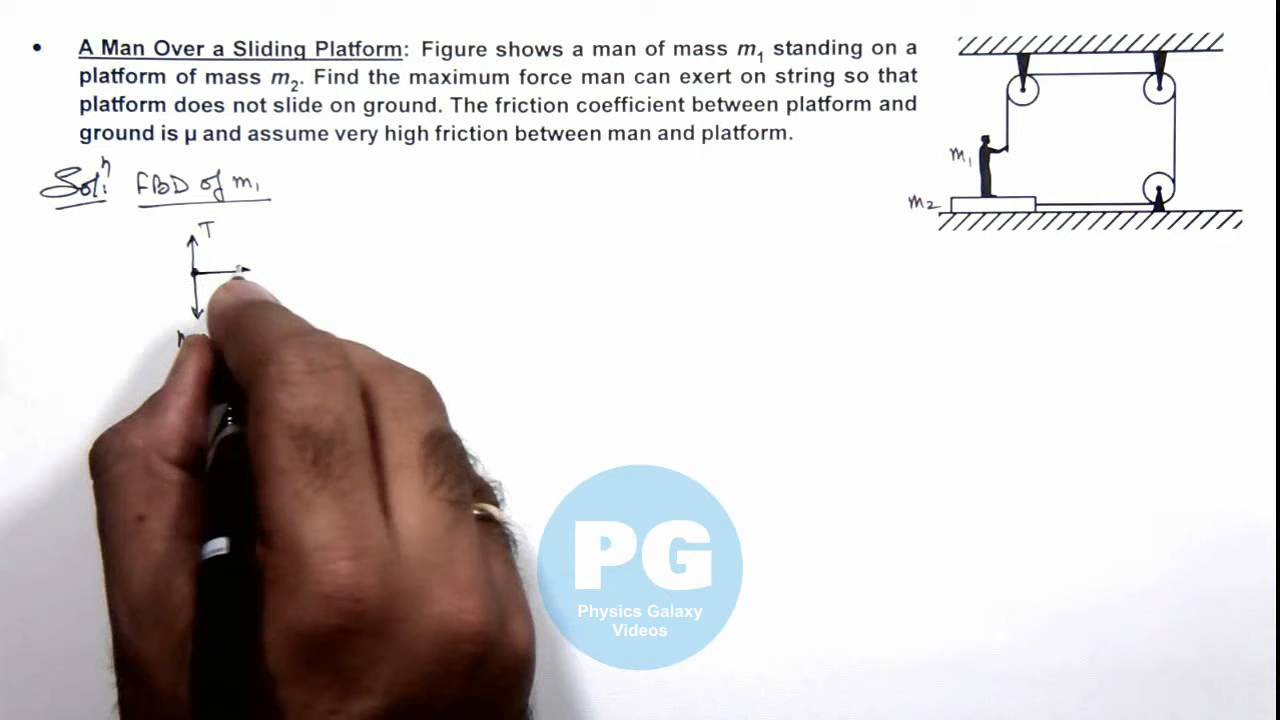 • A Man Over a Sliding Platform: Figure shows a man of mass m₁ standing on a
platform of mass m₂. Find the maximum force man can exert on string so that
platform does not slide on ground. The friction coefficient between platform and
ground is μ and assume very high friction between man and platform.
m₁
m₂
Solⁿ: FBD of m₁
T
PG
Physics Galaxy
Videos